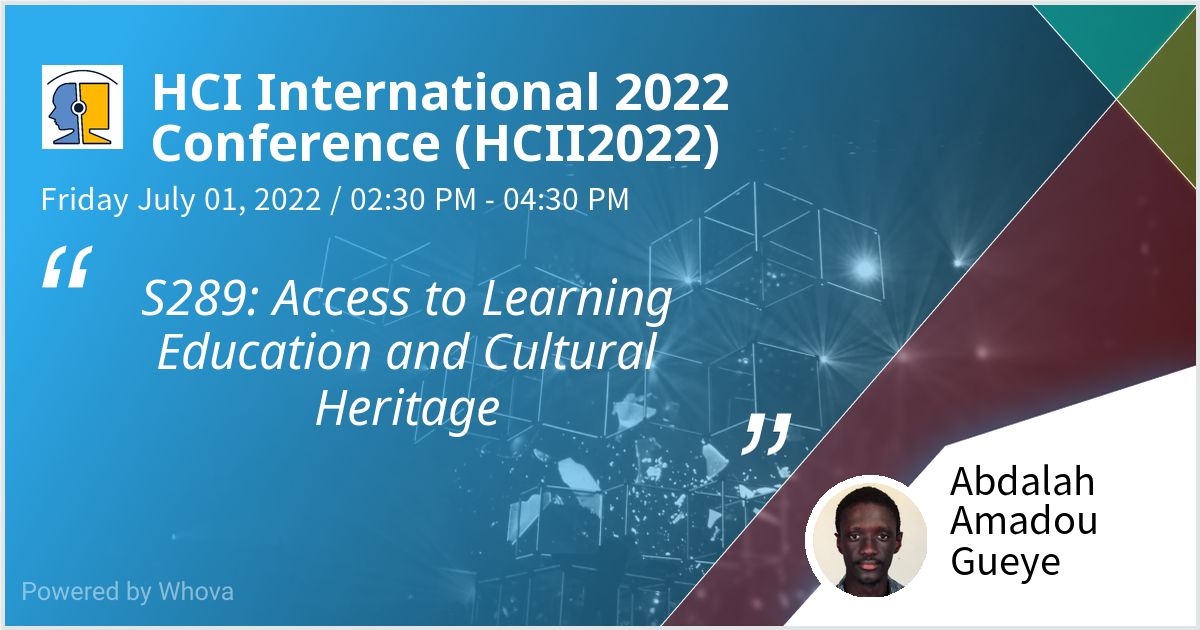 HCI International 2022
Conference (HCII2022)
Friday July 01, 2022 / 02:30 PM - 04:30 PM
“
S289: Access to Learning
Education and Cultural
Heritage
”
Abdalah
Amadou
Gueye
Powered by Whova